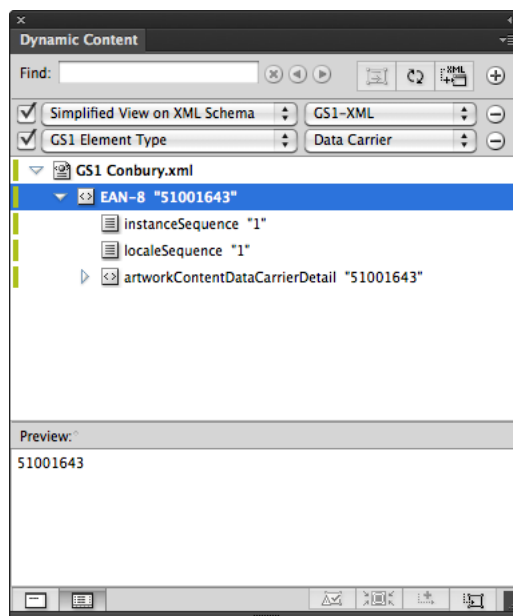 Dynamic Content
Find:
XML
Simplified View on XML Schema GS1-XML
GS1 Element Type Data Carrier
GS1 Conbury.xml
EAN-8 "51001643"
instanceSequence "1"
localeSequence "1"
artworkContentDataCarrierDetail "51001643"
Preview:
51001643